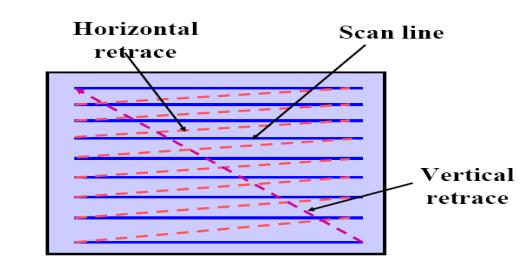 Horizontal
retrace
Scan line
Vertical
retrace